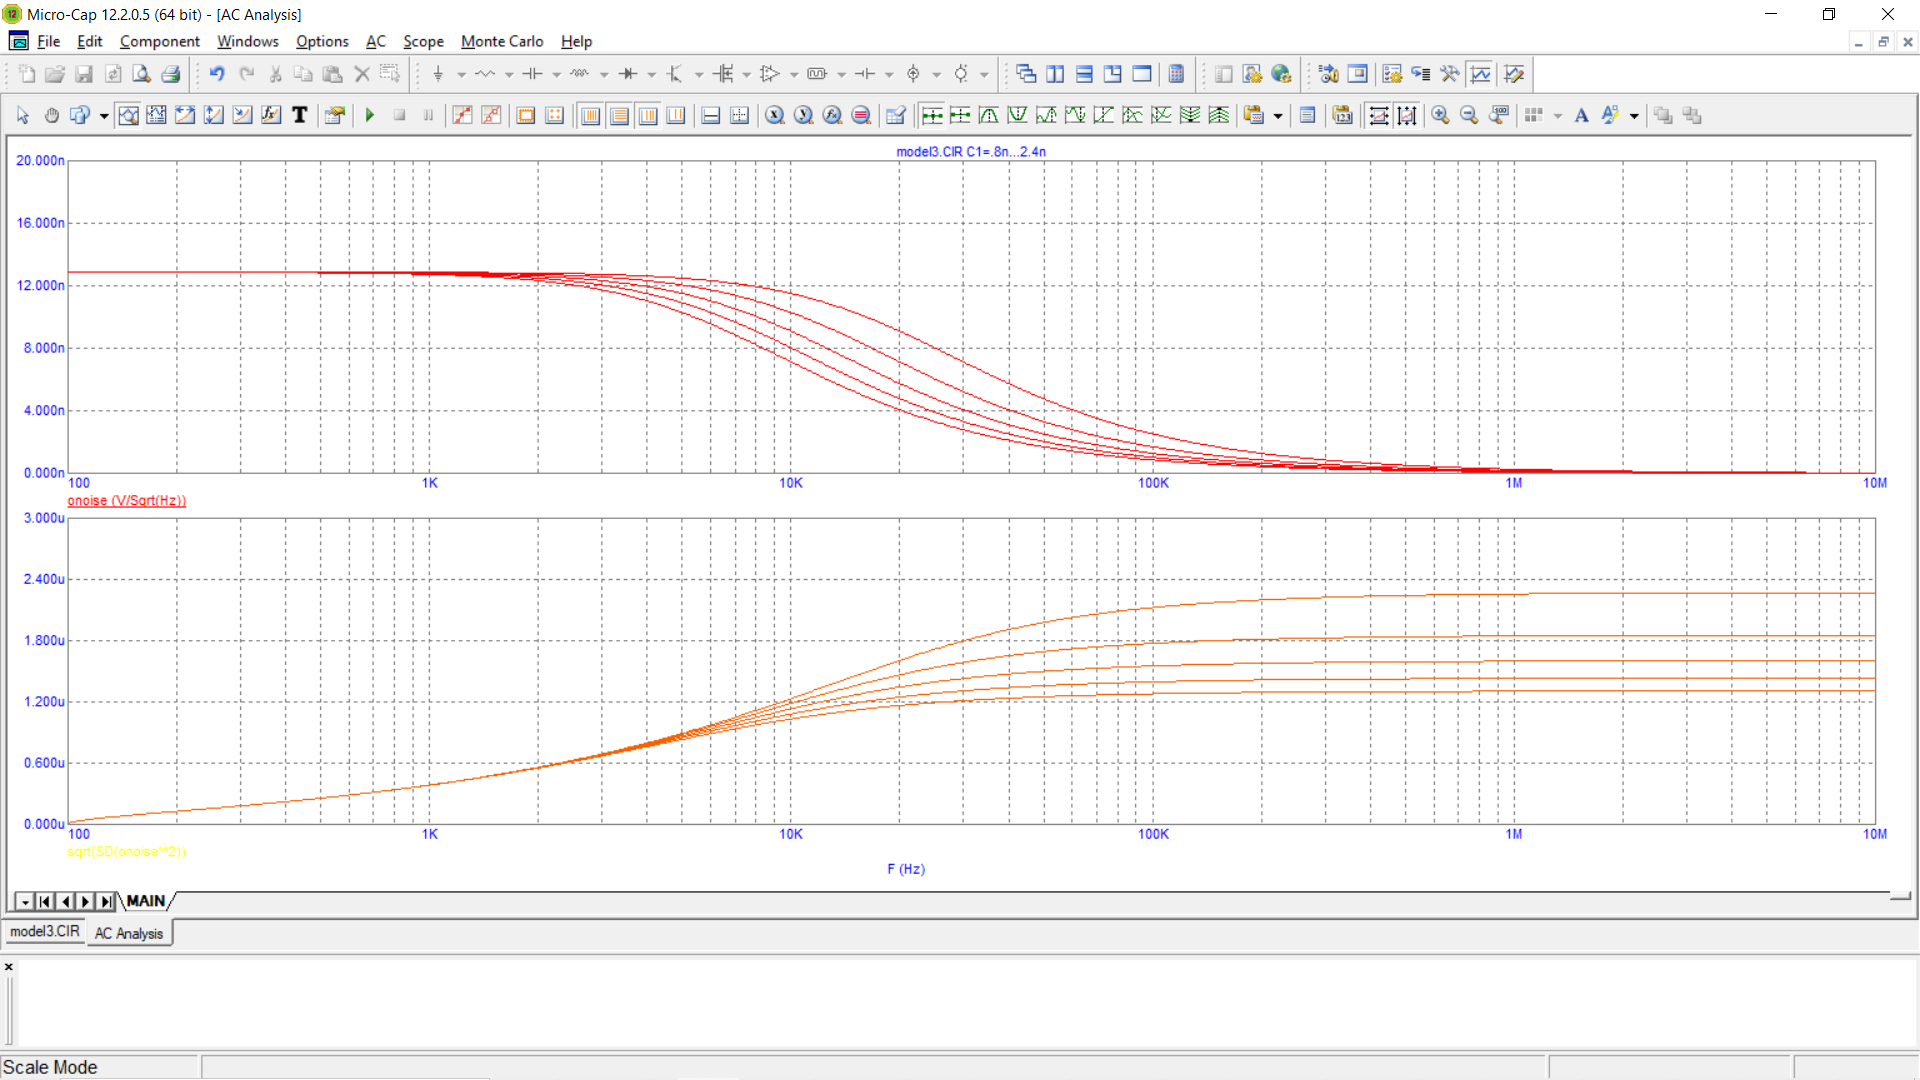 Micro-Cap 12.2.0.5 (64 bit) - [AC Analysis]
File Edit Component Windows Options AC Scope Monte Carlo Help
model3.CIR C1=.8n...2.4n
20.000n
16.000n
12.000n
8.000n
4.000n
0.000n
100 1K 10K 100K 1M 10M
onoise (V/Sqrt(Hz))
3.000u
2.400u
1.800u
1.200u
0.600u
0.000u
100 1K 10K 100K 1M 10M
sqrt(SD(onoise**2))
F (Hz)
MAIN
model3.CIR AC Analysis
Scale Mode